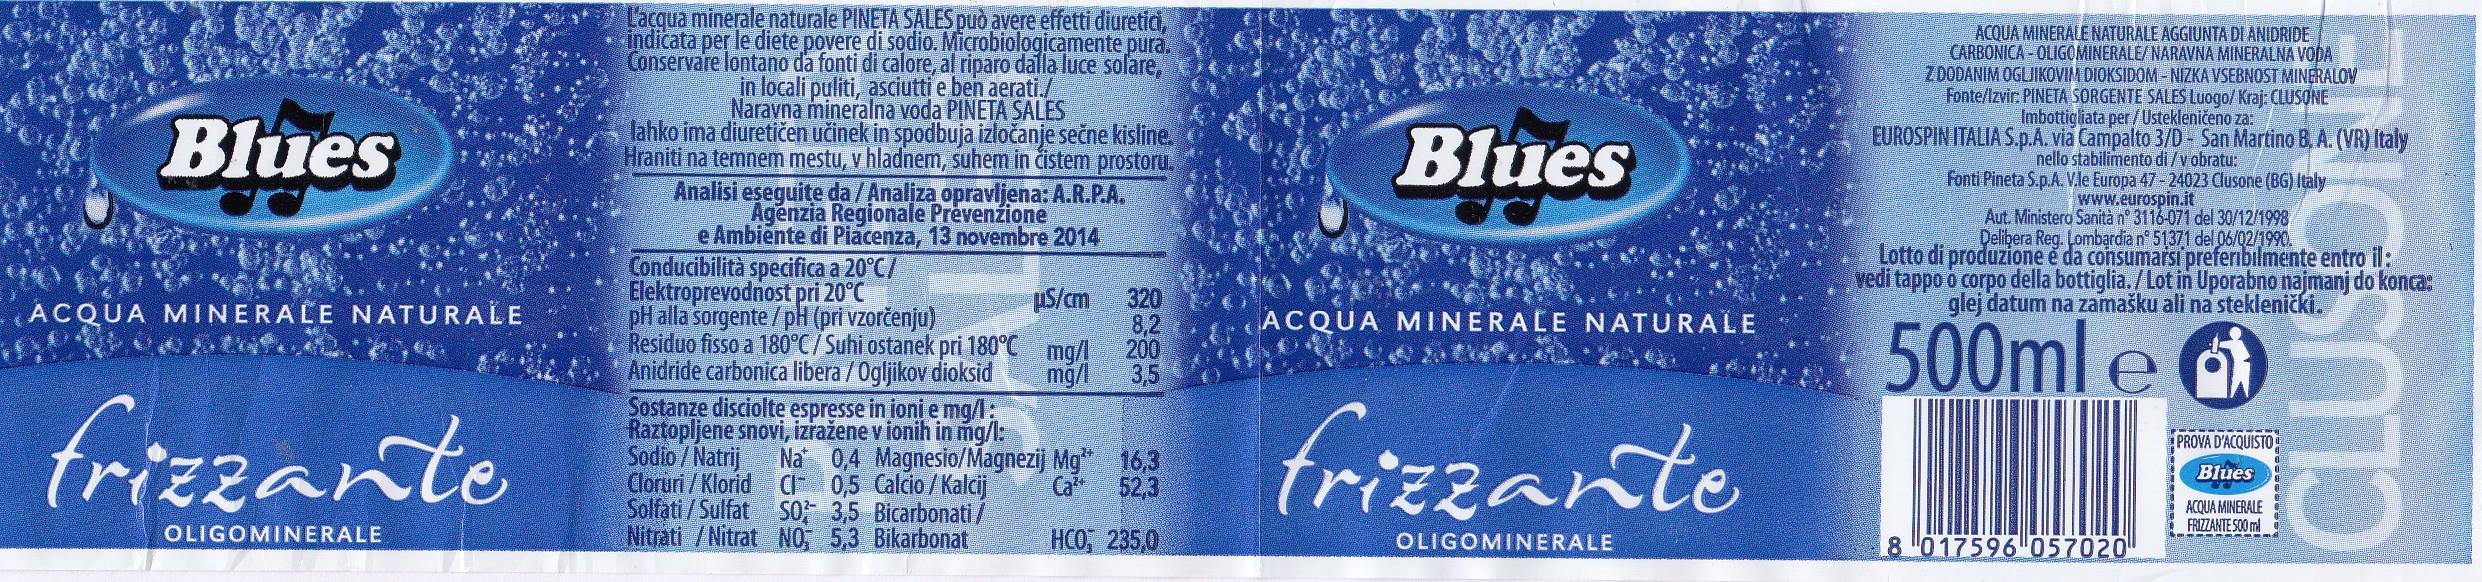 Blues
ACQUA MINERALE NATURALE
frizzante
OLIGOMINERALE
L'acqua minerale naturale PINETA SALES può avere effetti diuretici,
indicata per le diete povere di sodio. Microbiologicamente pura.
Conservare lontano da fonti di calore, al riparo dalla luce solare,
in locali puliti, asciutti e ben aerati./
Naravna mineralna voda PINETA SALES
lahko ima diuretičen učinek in spodbuja izločanje sečne kisline.
Hraniti na temnem mestu, v hladnem, suhem in čistem prostoru.
Analisi eseguite da / Analiza opravljena: A.R.P.A.
Agenzia Regionale Prevenzione
e Ambiente di Piacenza, 13 novembre 2014
Conducibilità specifica a 20°C/
Elektroprevodnost pri 20°C µS/cm 320
pH alla sorgente / pH (pri vzorčenju) 8,2
Residuo fisso a 180°C / Suhi ostanek pri 180°C mg/l 200
Anidride carbonica libera / Ogljikov dioksid mg/l 3,5
Sostanze disciolte espresse in ioni e mg/l :
Raztopljene snovi, izražene v ionih in mg/l:
Sodio / Natrij Na⁺ 0,4 Magnesio/Magnezij Mg²⁺ 16,3
Cloruri / Klorid Cl⁻ 0,5 Calcio / Kalcij Ca²⁺ 52,3
Solfati / Sulfat SO₄²⁻ 3,5 Bicarbonati /
Nitrati / Nitrat NO₃⁻ 5,3 Bikarbonat HCO₃⁻ 235,0
Blues
ACQUA MINERALE NATURALE
frizzante
OLIGOMINERALE
ACQUA MINERALE NATURALE AGGIUNTA DI ANIDRIDE
CARBONICA - OLIGOMINERALE/ NARAVNA MINERALNA VODA
Z DODANIM OGLJIKOVIM DIOKSIDOM - NIZKA VSEBNOST MINERALOV
Fonte/Izvir: PINETA SORGENTE SALES Luogo/ Kraj: CLUSONE
Imbottigliata per / Ustekleničeno za:
EUROSPIN ITALIA S.p.A. via Campalto 3/D - San Martino B. A. (VR) Italy
nello stabilimento di / v obratu:
Fonti Pineta S.p.A. V.le Europa 47 - 24023 Clusone (BG) Italy
www.eurospin.it
Aut. Ministero Sanità n° 3116-071 del 30/12/1998
Delibera Reg. Lombardia n° 51371 del 06/02/1990.
Lotto di produzione e da consumarsi preferibilmente entro il :
vedi tappo o corpo della bottiglia. / Lot in Uporabno najmanj do konca:
glej datum na zamašku ali na steklenički.
500ml e
8 017596 057020
PROVA D'ACQUISTO
Blues
ACQUA MINERALE
FRIZZANTE 500 ml
CLUSONE